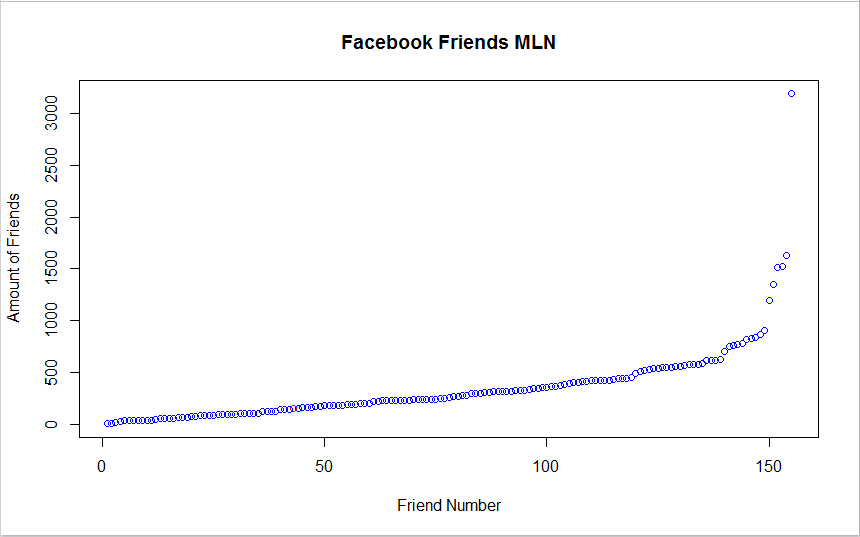 Facebook Friends MLN
Amount of Friends
3000
2500
2000
1500
1000
500
0
0 50 100 150
Friend Number